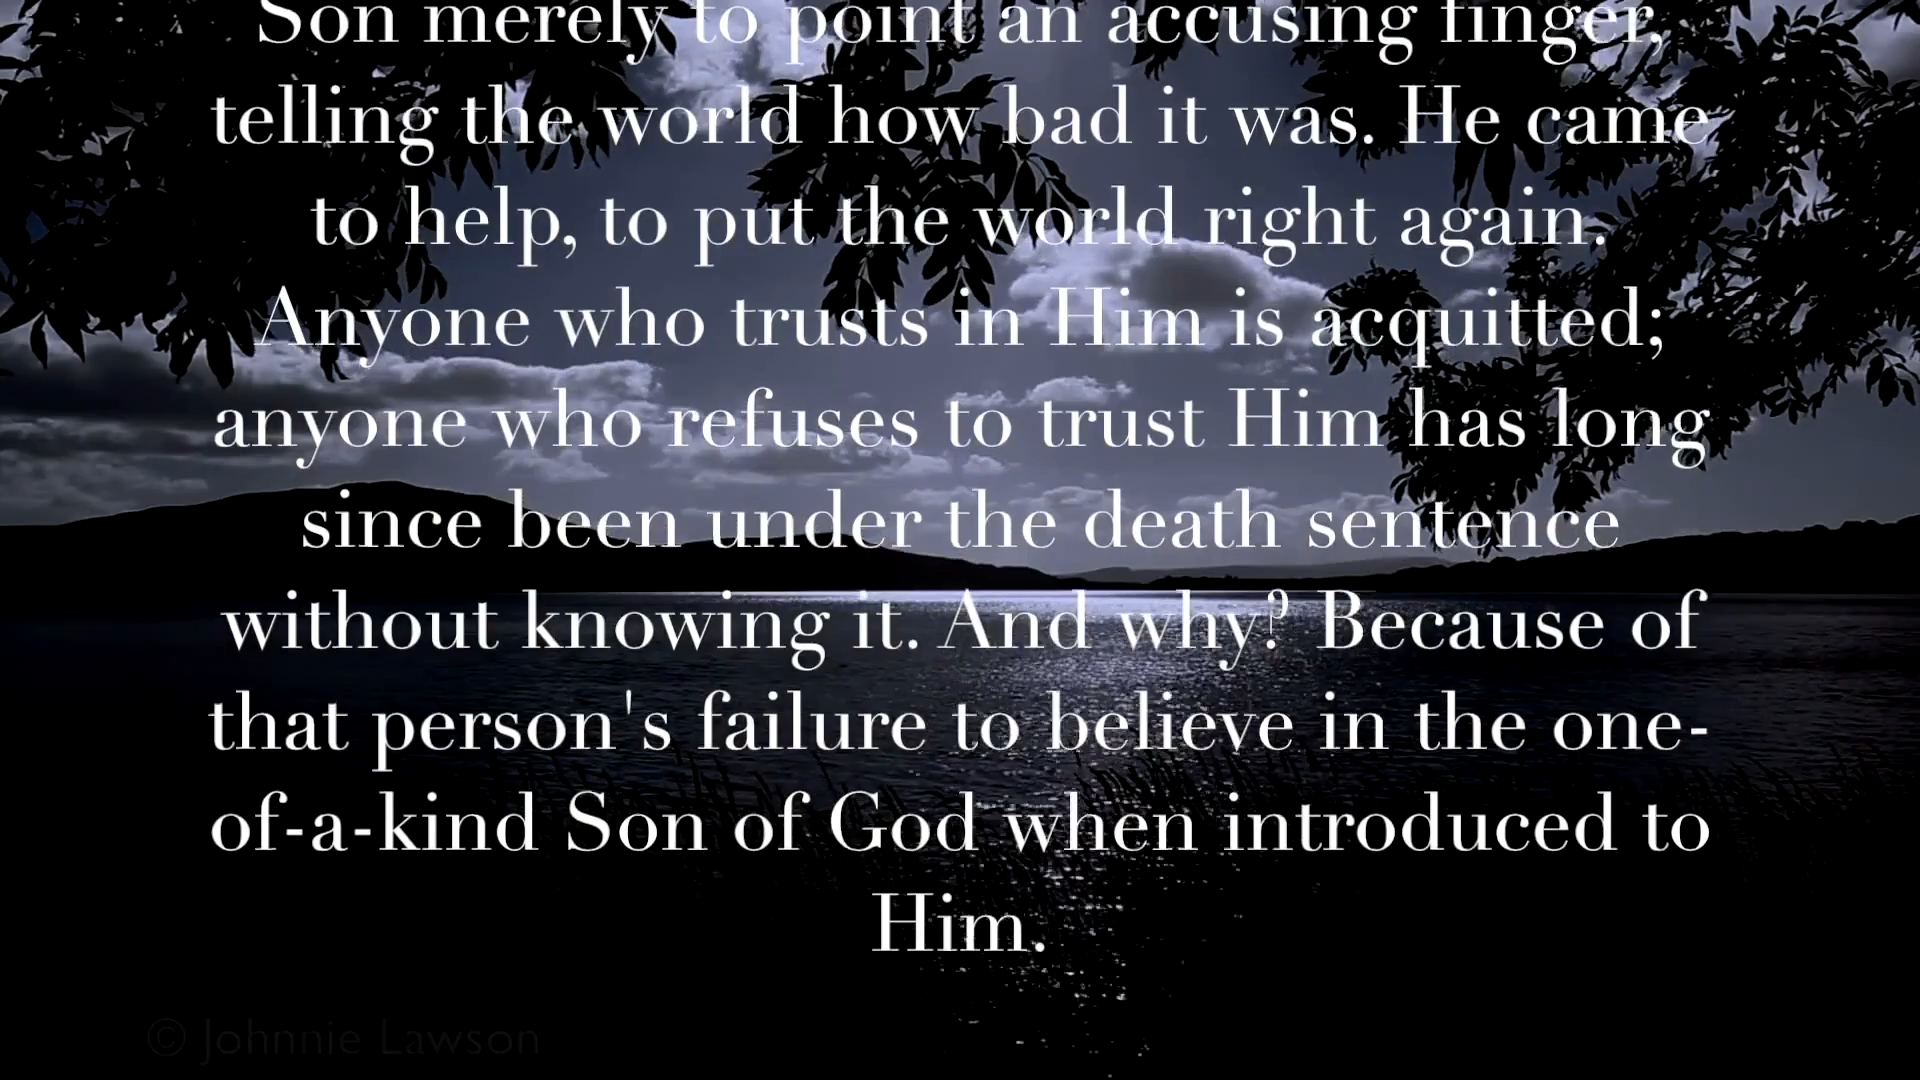 Son merely to point an accusing finger,
telling the world how bad it was. He came
to help, to put the world right again.
Anyone who trusts in Him is acquitted;
anyone who refuses to trust Him has long
since been under the death sentence
without knowing it. And why? Because of
that person's failure to believe in the one-
of-a-kind Son of God when introduced to
Him.
© Johnnie Lawson